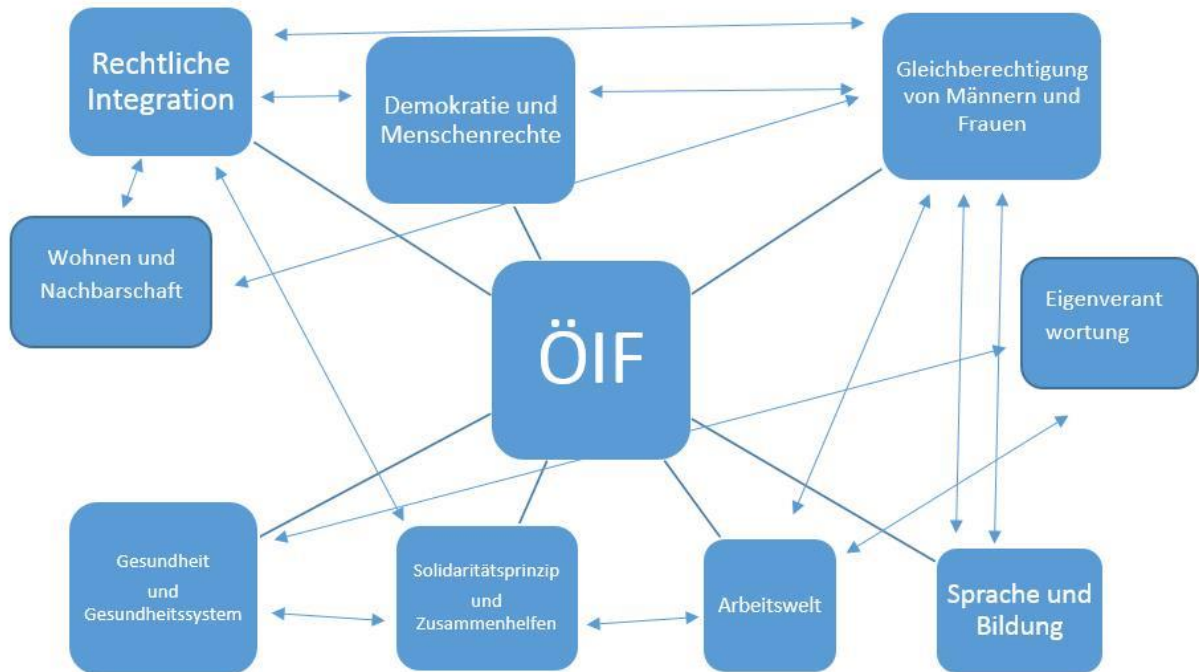 Rechtliche
Integration
Demokratie und
Menschenrechte
Gleichberechtigung
von Männern und
Frauen
Wohnen und
Nachbarschaft
Eigenverant
wortung
ÖIF
Gesundheit
und
Gesundheitssystem
Solidaritätsprinzip
und
Zusammenhelfen
Arbeitswelt
Sprache und
Bildung